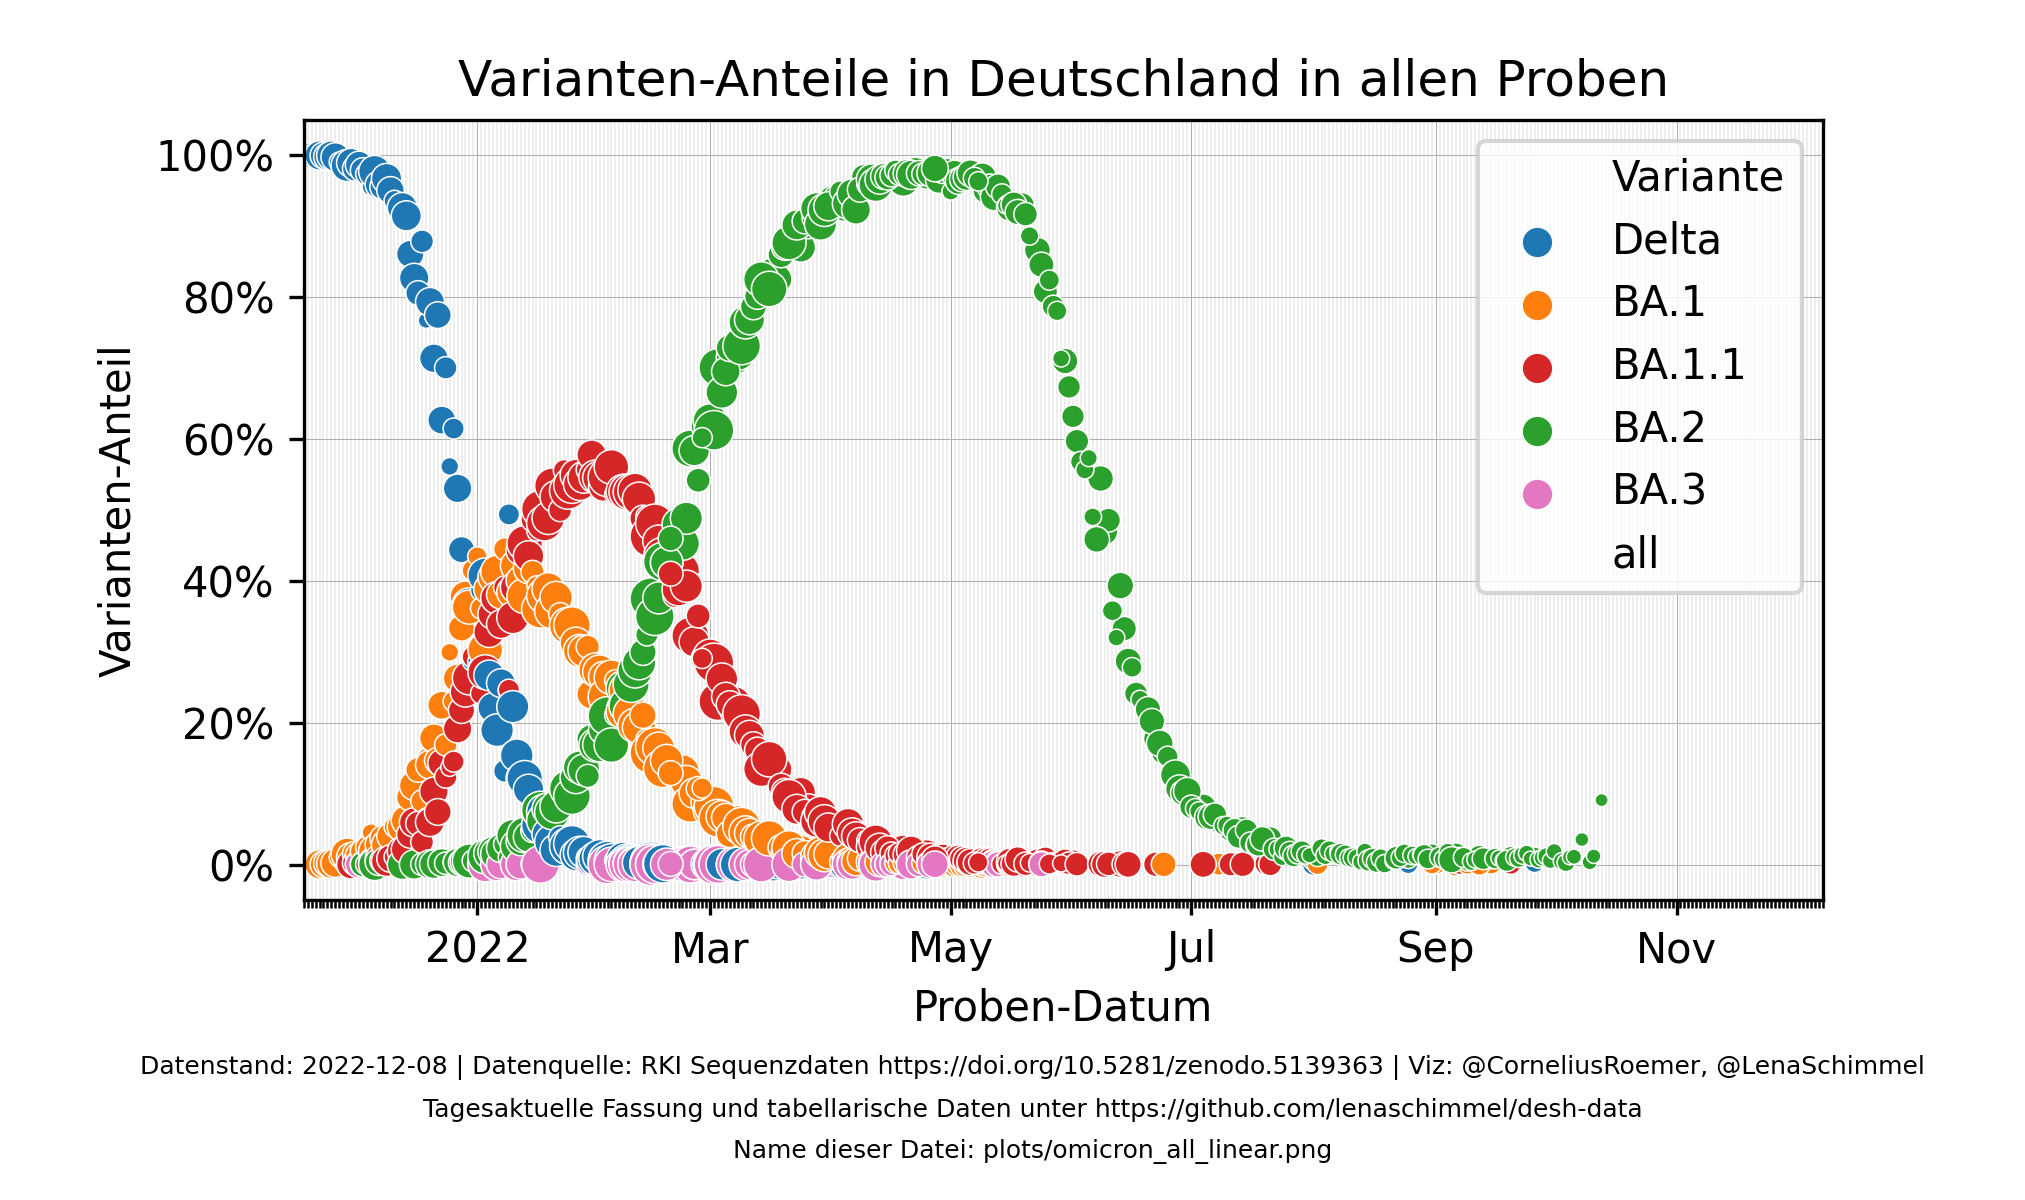 Varianten-Anteile in Deutschland in allen Proben
Varianten-Anteil
100%
80%
60%
40%
20%
0%
Variante
Delta
BA.1
BA.1.1
BA.2
BA.3
all
2022
Mar
May
Jul
Sep
Nov
Proben-Datum
Datenstand: 2022-12-08 | Datenquelle: RKI Sequenzdaten https://doi.org/10.5281/zenodo.5139363 | Viz: @CorneliusRoemer, @LenaSchimmel
Tagesaktuelle Fassung und tabellarische Daten unter https://github.com/lenaschimmel/desh-data
Name dieser Datei: plots/omicron_all_linear.png